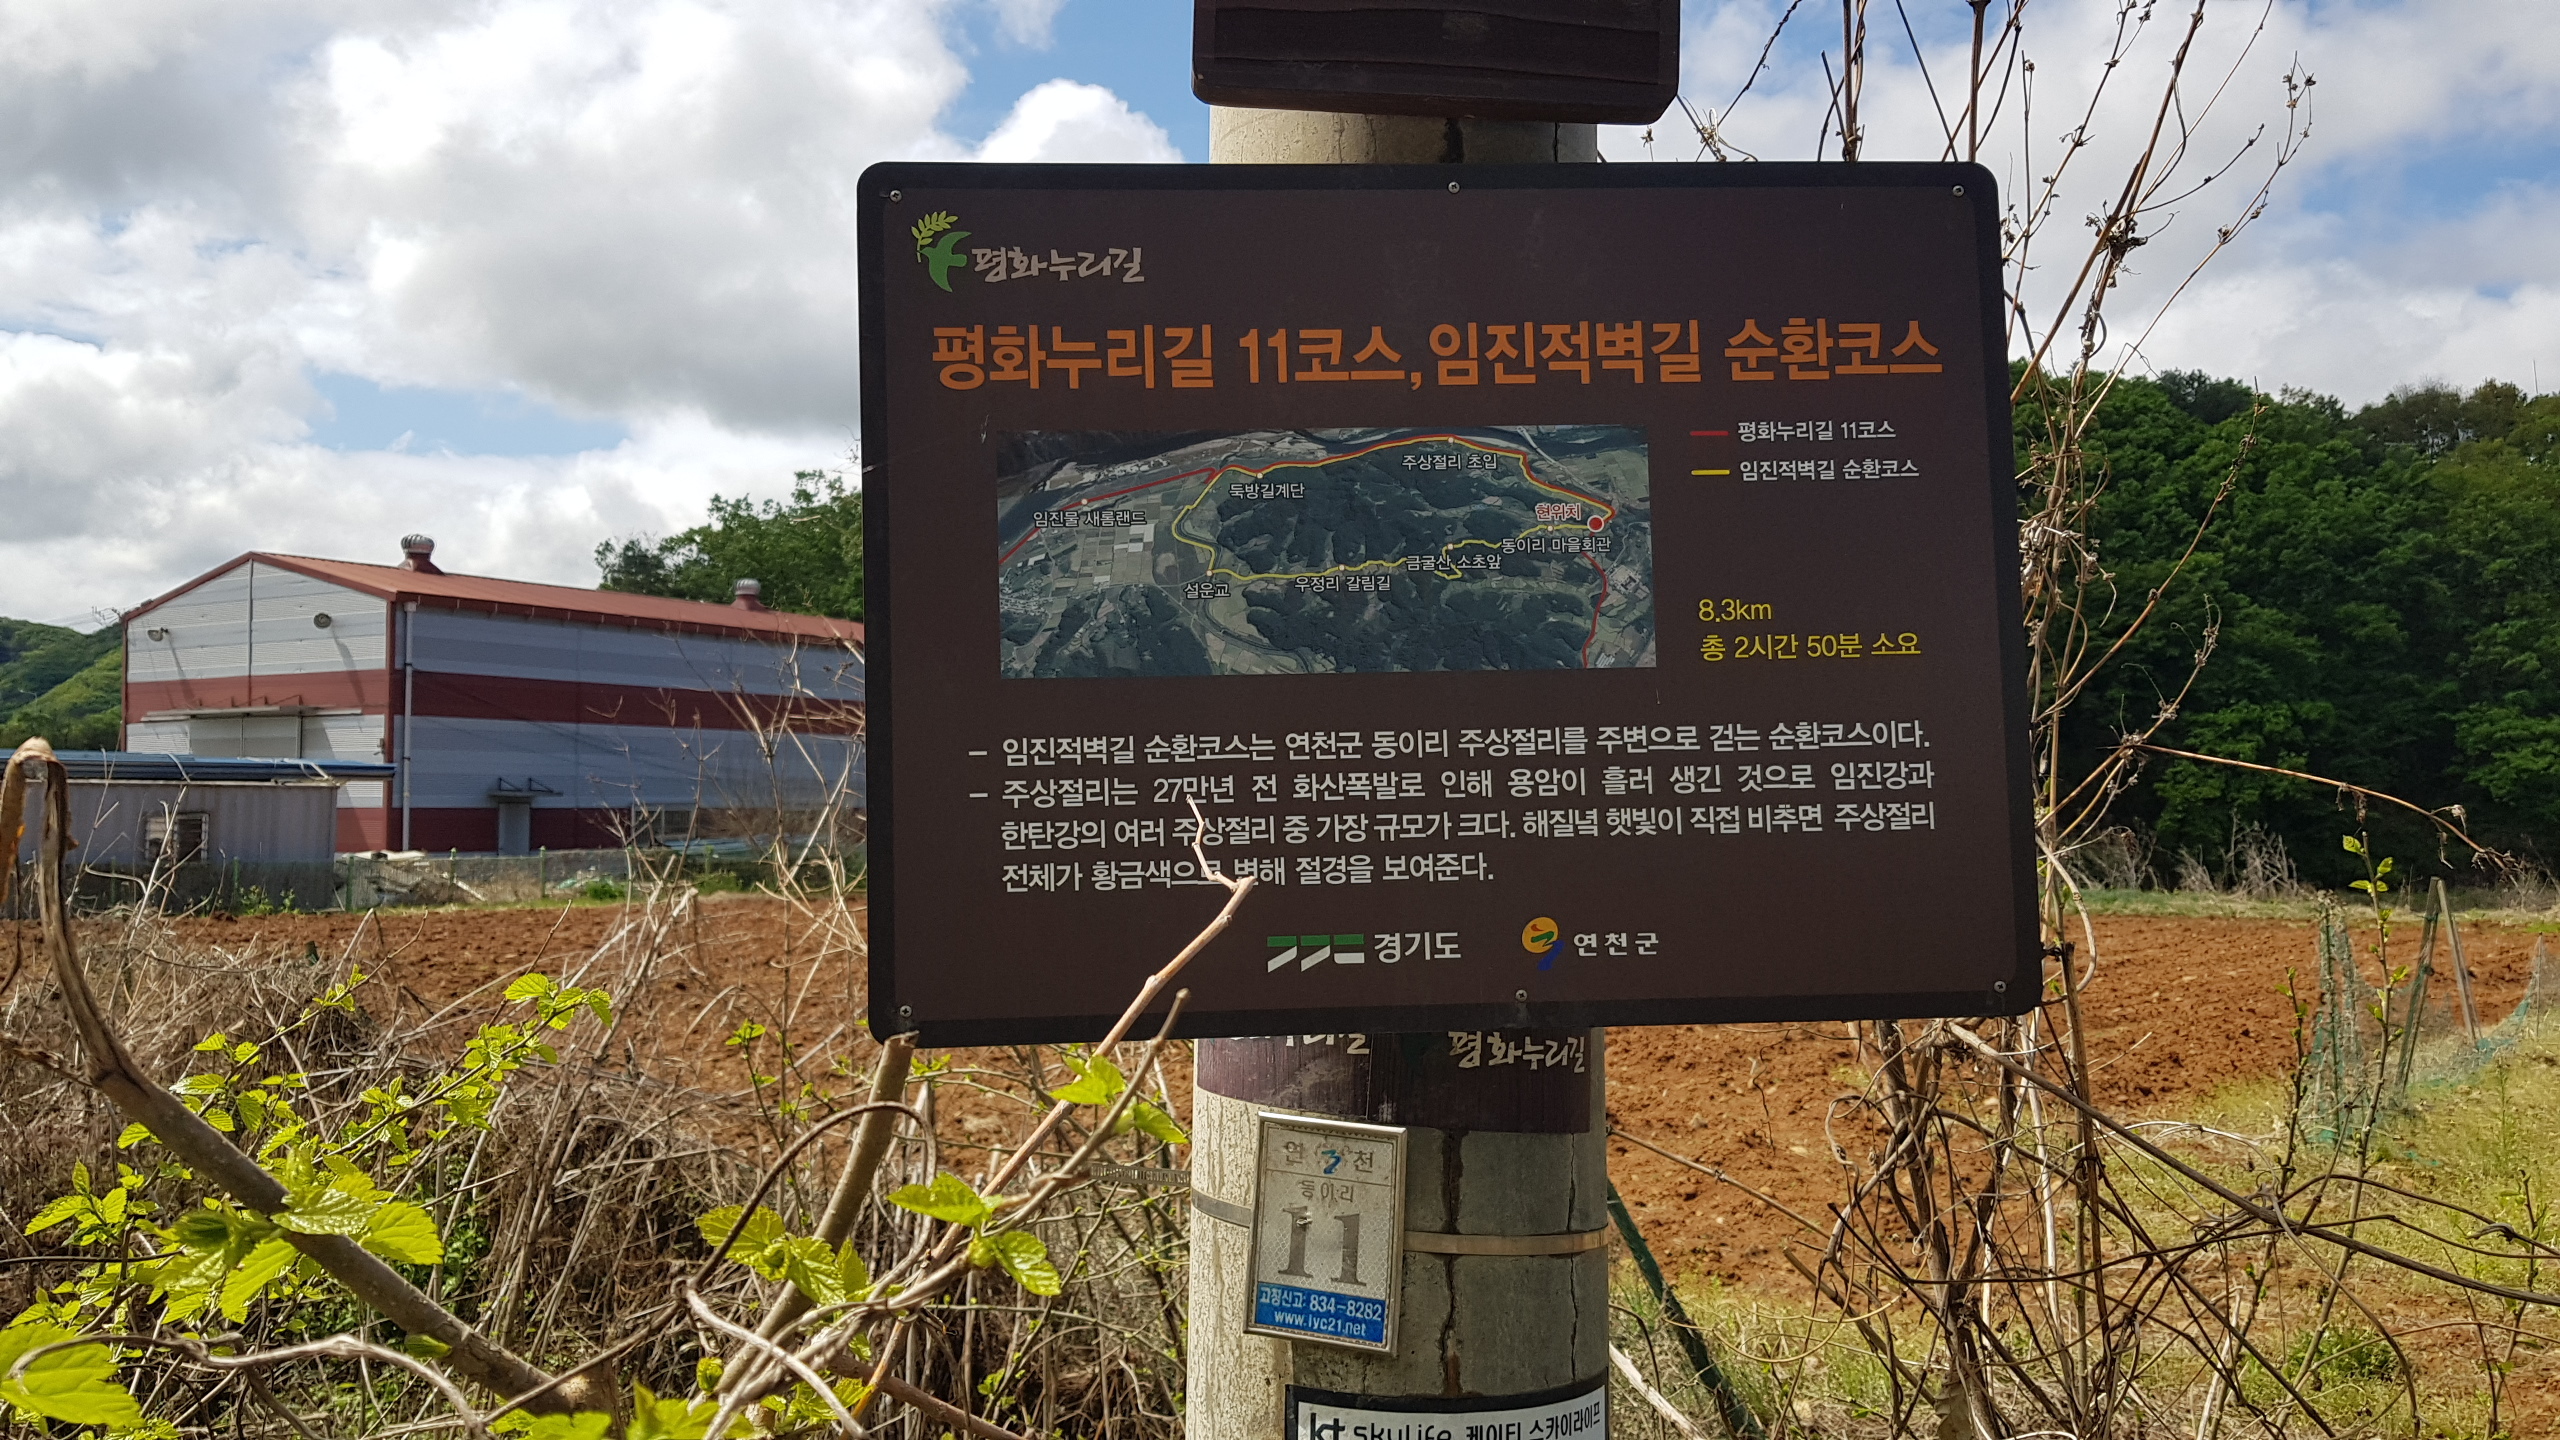 평화누리길
평화누리길 11코스, 임진적벽길 순환코스
평화누리길 11코스
임진적벽길 순환코스
주상절리 초입
둑방길계단
임진물 새롬랜드
현위치
동이리 마을회관
금굴산 소초앞
우정리 갈림길
설운교
8.3km
총 2시간 50분 소요
- 임진적벽길 순환코스는 연천군 동이리 주상절리를 주변으로 걷는 순환코스이다.
- 주상절리는 27만년 전 화산폭발로 인해 용암이 흘러 생긴 것으로 임진강과
한탄강의 여러 주상절리 중 가장 규모가 크다. 해질녘 햇빛이 직접 비추면 주상절리
전체가 황금색으로 변해 절경을 보여준다.
경기도 연천군
평화누리길
연천
동이리
11
고장신고: 834-8282
www.iyc21.net
kt skylife 케이티 스카이라이프